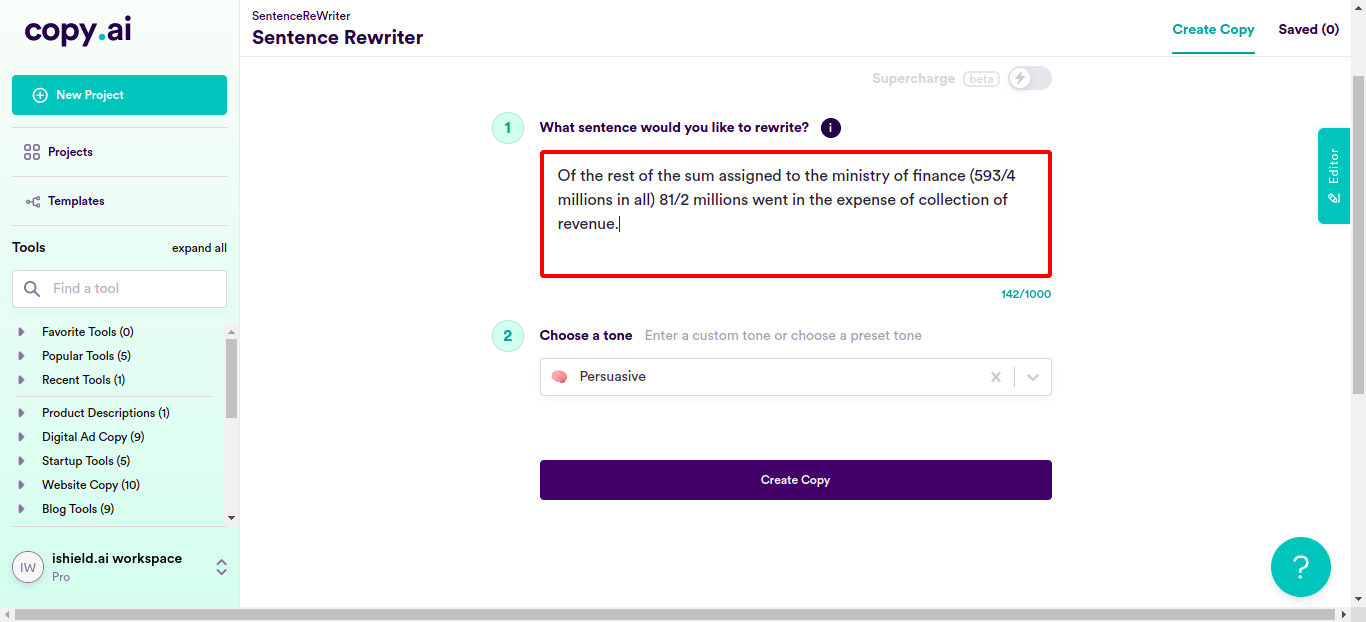 copy.ai
New Project
Projects
Templates
Tools
expand all
Find a tool
Favorite Tools (0)
Popular Tools (5)
Recent Tools (1)
Product Descriptions (1)
Digital Ad Copy (9)
Startup Tools (5)
Website Copy (10)
Blog Tools (9)
IW
ishield.ai workspace
Pro
SentenceReWriter
Sentence Rewriter
Create Copy
Saved (0)
Supercharge beta
1 What sentence would you like to rewrite? i
Of the rest of the sum assigned to the ministry of finance (593/4
millions in all) 81/2 millions went in the expense of collection of
revenue.
142/1000
2 Choose a tone Enter a custom tone or choose a preset tone
Persuasive
Create Copy
Editor
?